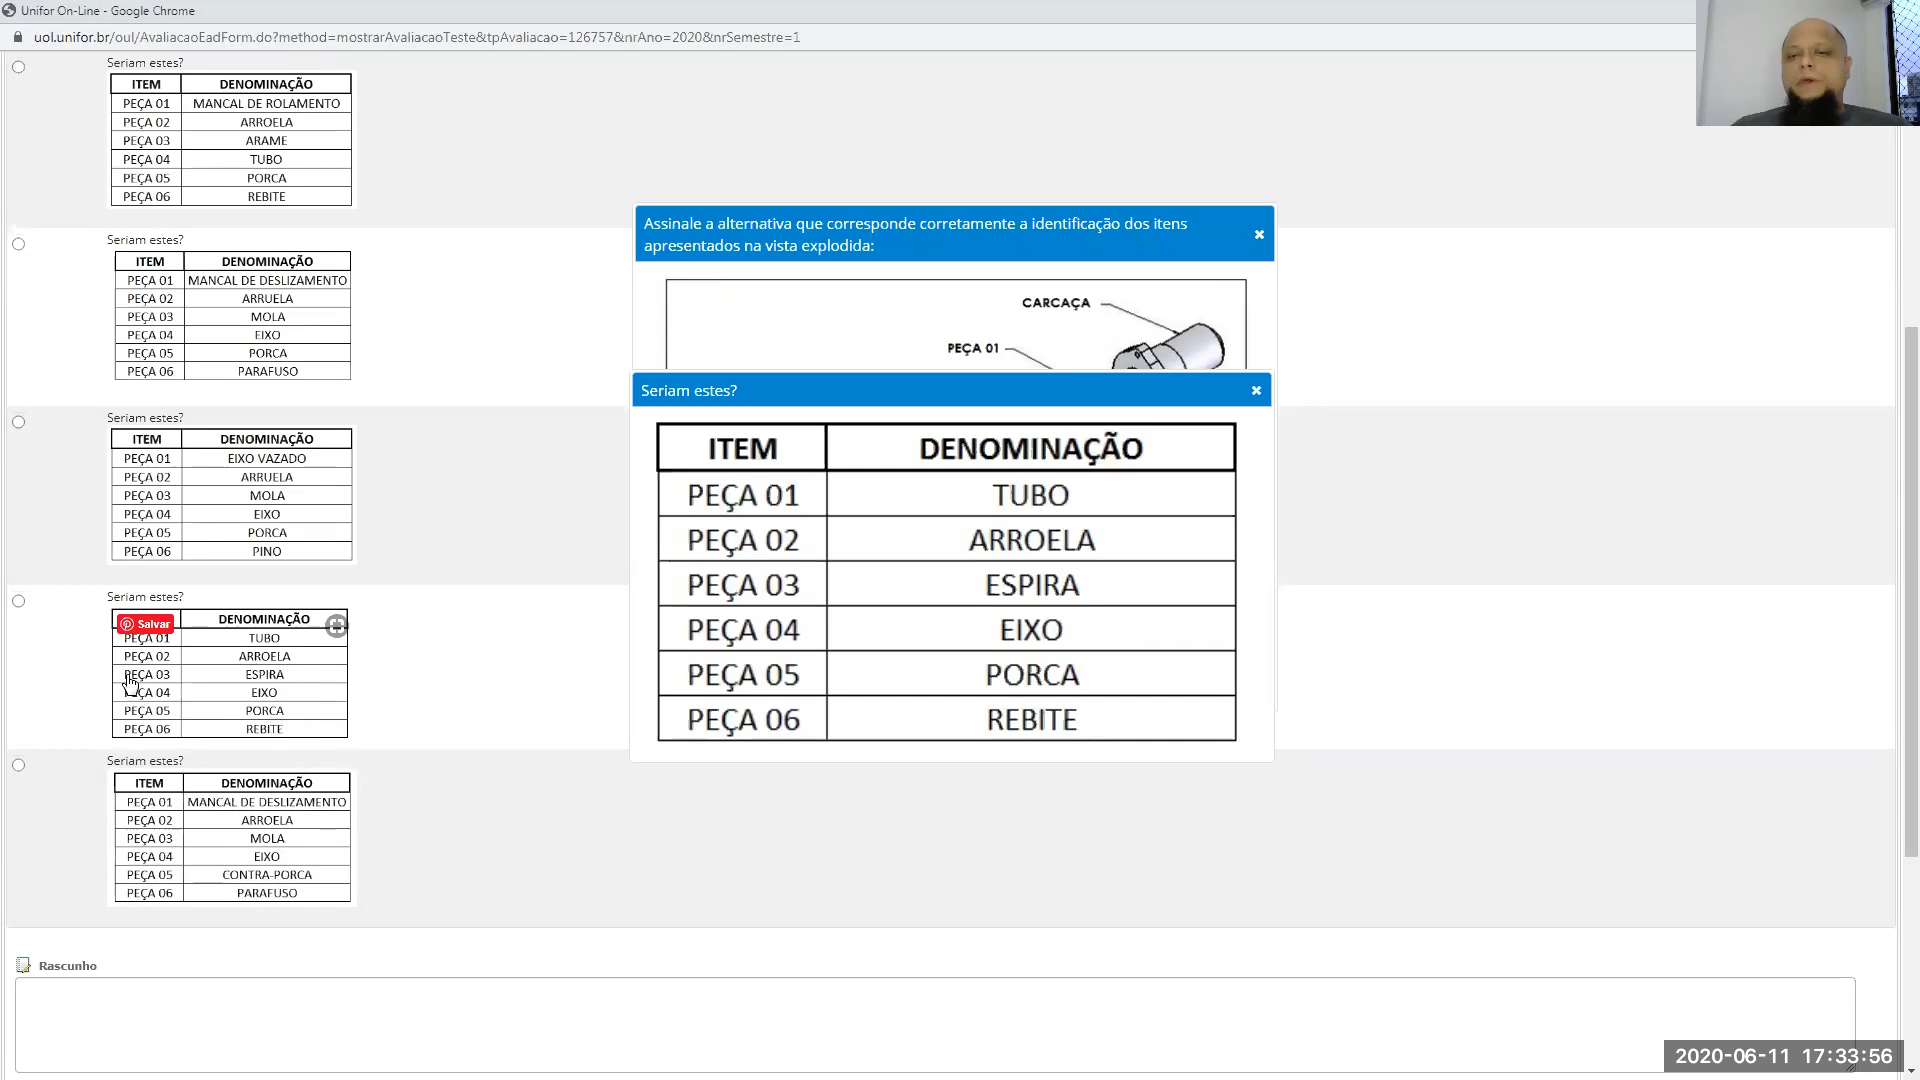 Unifor On-Line - Google Chrome
uol.unifor.br/oul/AvaliacaoEadForm.do?method=mostrarAvaliacaoTeste&tpAvaliacao=126757&nrAno=2020&nrSemestre=1
Seriam estes?
ITEM DENOMINAÇÃO
PEÇA 01 MANCAL DE ROLAMENTO
PEÇA 02 ARROELA
PEÇA 03 ARAME
PEÇA 04 TUBO
PEÇA 05 PORCA
PEÇA 06 REBITE
Seriam estes?
ITEM DENOMINAÇÃO
PEÇA 01 MANCAL DE DESLIZAMENTO
PEÇA 02 ARRUELA
PEÇA 03 MOLA
PEÇA 04 EIXO
PEÇA 05 PORCA
PEÇA 06 PARAFUSO
Seriam estes?
ITEM DENOMINAÇÃO
PEÇA 01 EIXO VAZADO
PEÇA 02 ARRUELA
PEÇA 03 MOLA
PEÇA 04 EIXO
PEÇA 05 PORCA
PEÇA 06 PINO
Seriam estes?
Salvar DENOMINAÇÃO
PEÇA 01 TUBO
PEÇA 02 ARROELA
PEÇA 03 ESPIRA
04 EIXO
PEÇA 05 PORCA
PEÇA 06 REBITE
Seriam estes?
ITEM DENOMINAÇÃO
PEÇA 01 MANCAL DE DESLIZAMENTO
PEÇA 02 ARROELA
PEÇA 03 MOLA
PEÇA 04 EIXO
PEÇA 05 CONTRA-PORCA
PEÇA 06 PARAFUSO
Assinale a alternativa que corresponde corretamente a identificação dos itens
apresentados na vista explodida:
CARCAÇA
PEÇA 01
Seriam estes?
ITEM DENOMINAÇÃO
PEÇA 01 TUBO
PEÇA 02 ARROELA
PEÇA 03 ESPIRA
PEÇA 04 EIXO
PEÇA 05 PORCA
PEÇA 06 REBITE
Rascunho
2020-06-11 17:33:56